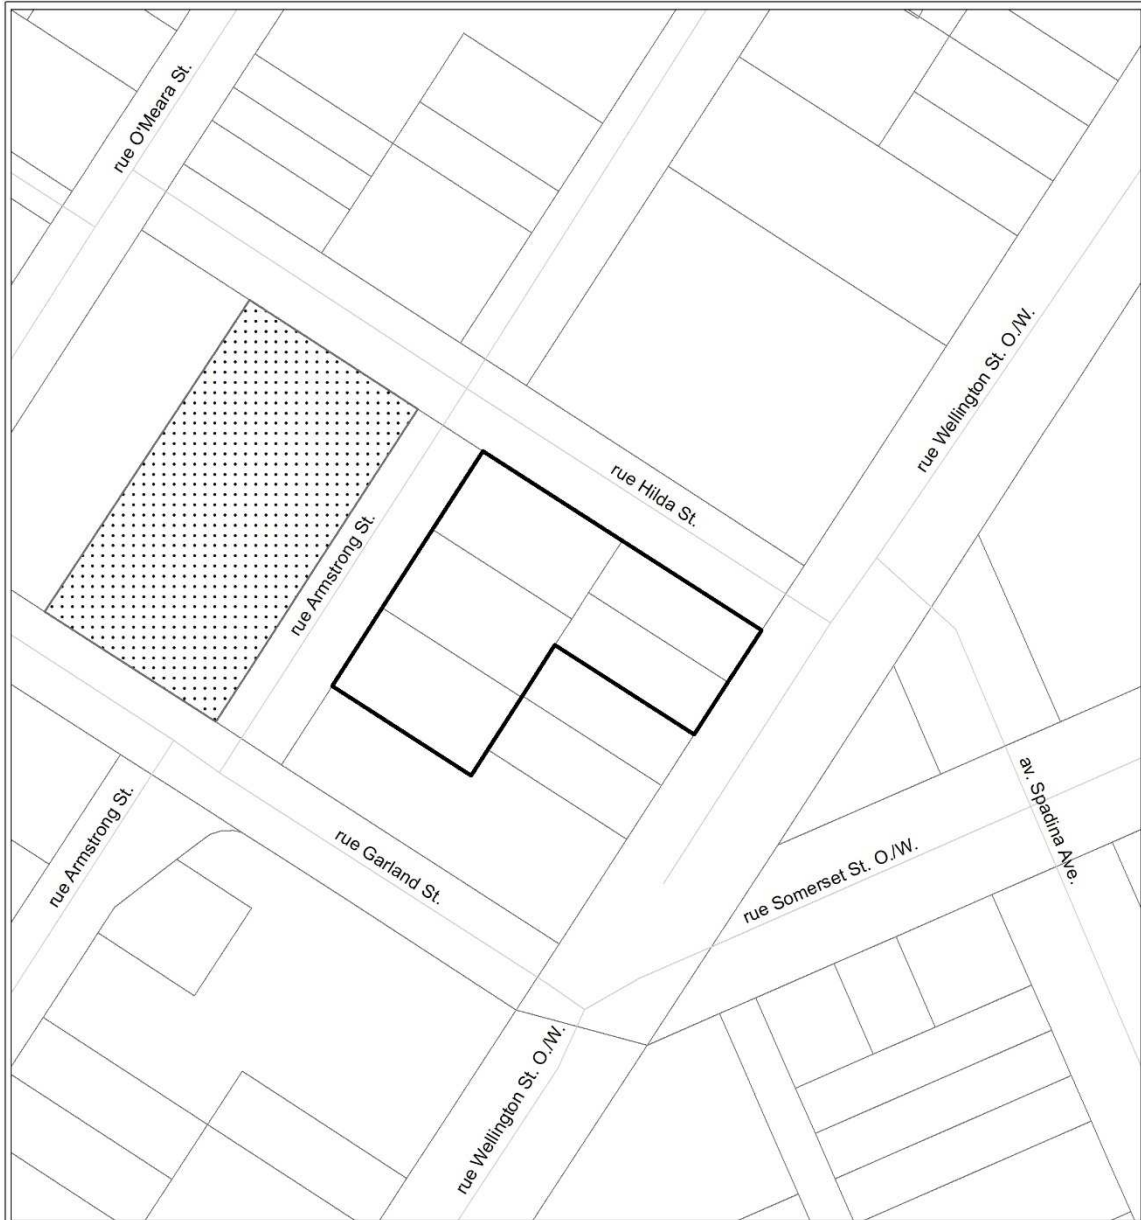 rue O'Meara St.
rue Wellington St. O./W.
rue Hilda St.
rue Armstrong St.
av. Spadina Ave.
rue Armstrong St.
rue Garland St.
rue Somerset St. O./W.
rue Wellington St. O./W.